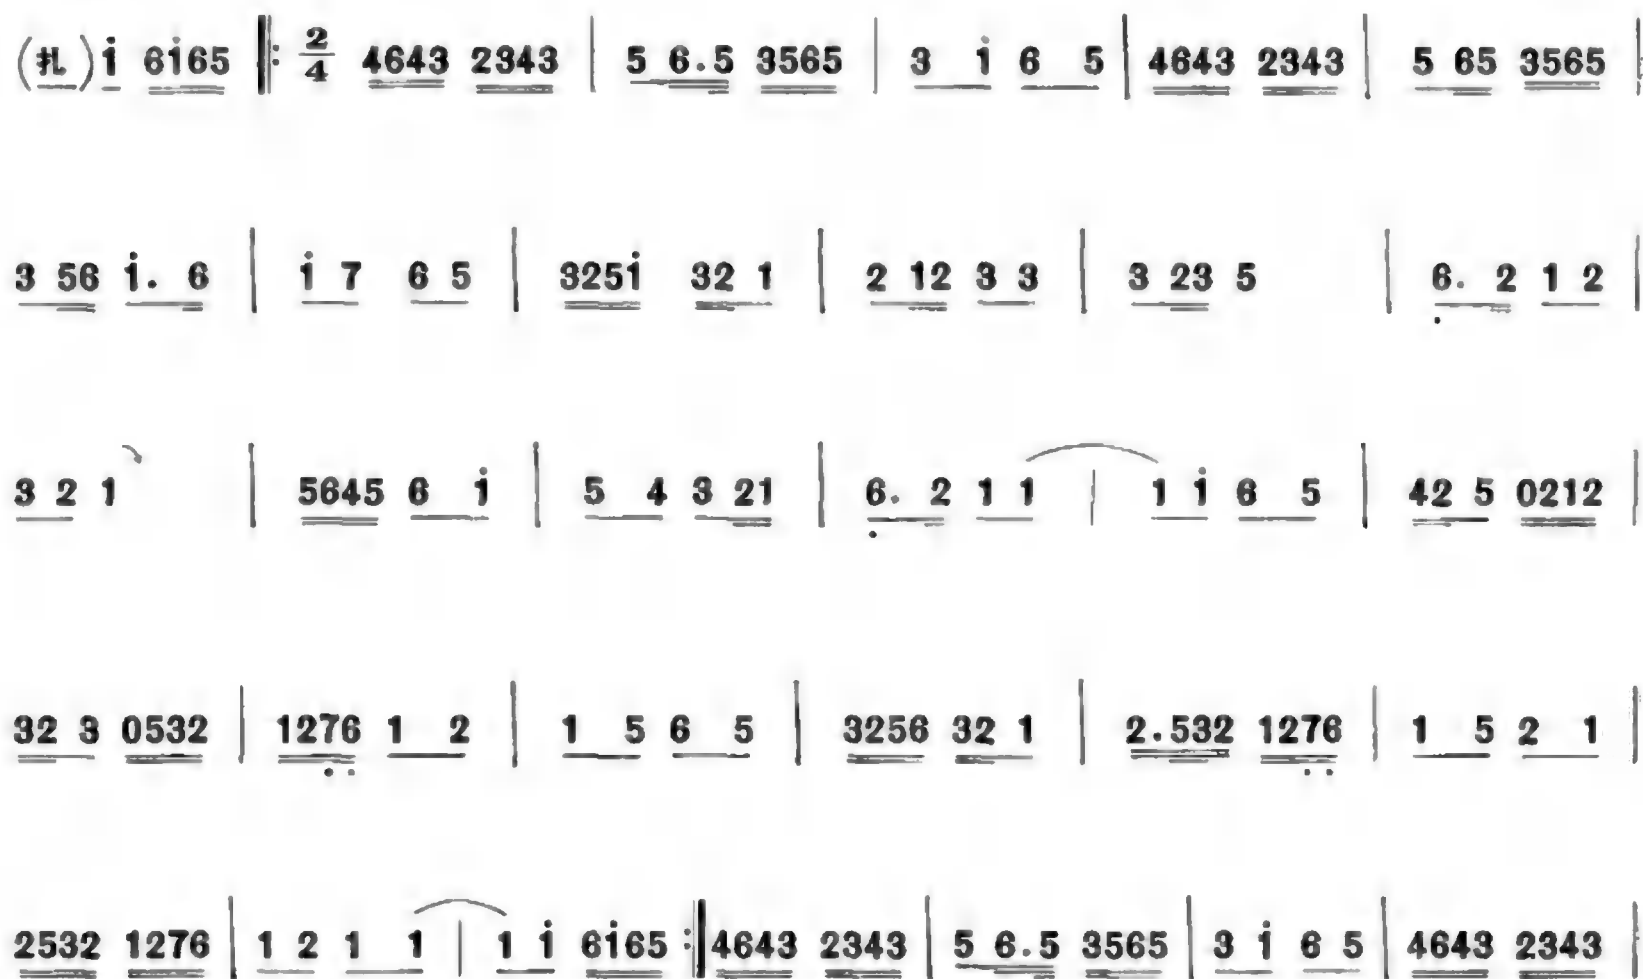 (扎)i 6i65 ‖: 2/4 4643 2343 | 5 6.5 3565 | 3 i 6 5 | 4643 2343 | 5 65 3565 |
3 56 i. 6 | i 7 6 5 | 325i 32 1 | 2 12 3 3 | 3 23 5 | 6. 2 1 2 |
3 2 1 | 5645 6 i | 5 4 3 21 | 6. 2 1 1 | 1 i 6 5 | 42 5 0212 |
32 3 0532 | 1276 1 2 | 1 5 6 5 | 3256 32 1 | 2.532 1276 | 1 5 2 1 |
2532 1276 | 1 2 1 1 | 1 i 6i65 :‖ 4643 2343 | 5 6.5 3565 | 3 i 6 5 | 4643 2343 |